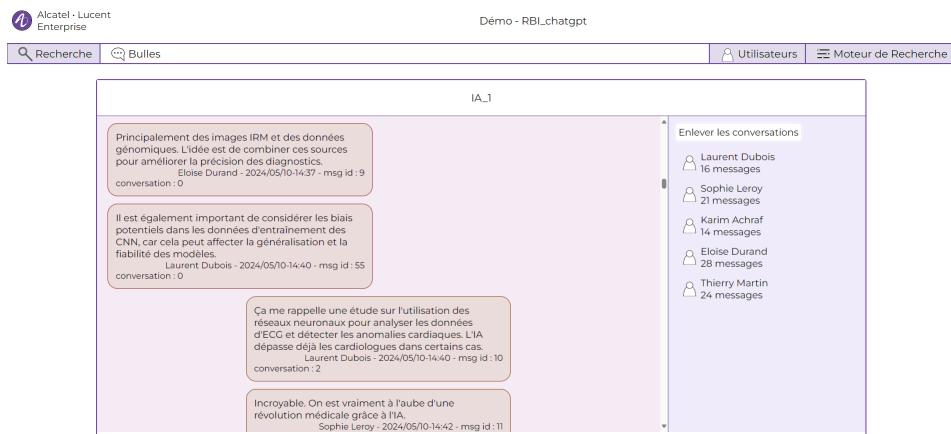 Alcatel · Lucent
Enterprise
Démo - RBI_chatgpt
Recherche
Bulles
Utilisateurs
Moteur de Recherche
IA_1
Principalement des images IRM et des données
génomiques. L'idée est de combiner ces sources
pour améliorer la précision des diagnostics.
Eloise Durand - 2024/05/10-14:37 - msg id : 9
conversation : 0
Il est également important de considérer les biais
potentiels dans les données d'entraînement des
CNN, car cela peut affecter la généralisation et la
fiabilité des modèles.
Laurent Dubois - 2024/05/10-14:40 - msg id : 55
conversation : 0
Ça me rappelle une étude sur l'utilisation des
réseaux neuronaux pour analyser les données
d'ECG et détecter les anomalies cardiaques. L'IA
dépasse déjà les cardiologues dans certains cas.
Laurent Dubois - 2024/05/10-14:40 - msg id : 10
conversation : 2
Incroyable. On est vraiment à l'aube d'une
révolution médicale grâce à l'IA.
Sophie Leroy - 2024/05/10-14:42 - msg id : 11
Enlever les conversations
Laurent Dubois
16 messages
Sophie Leroy
21 messages
Karim Achraf
14 messages
Eloise Durand
28 messages
Thierry Martin
24 messages